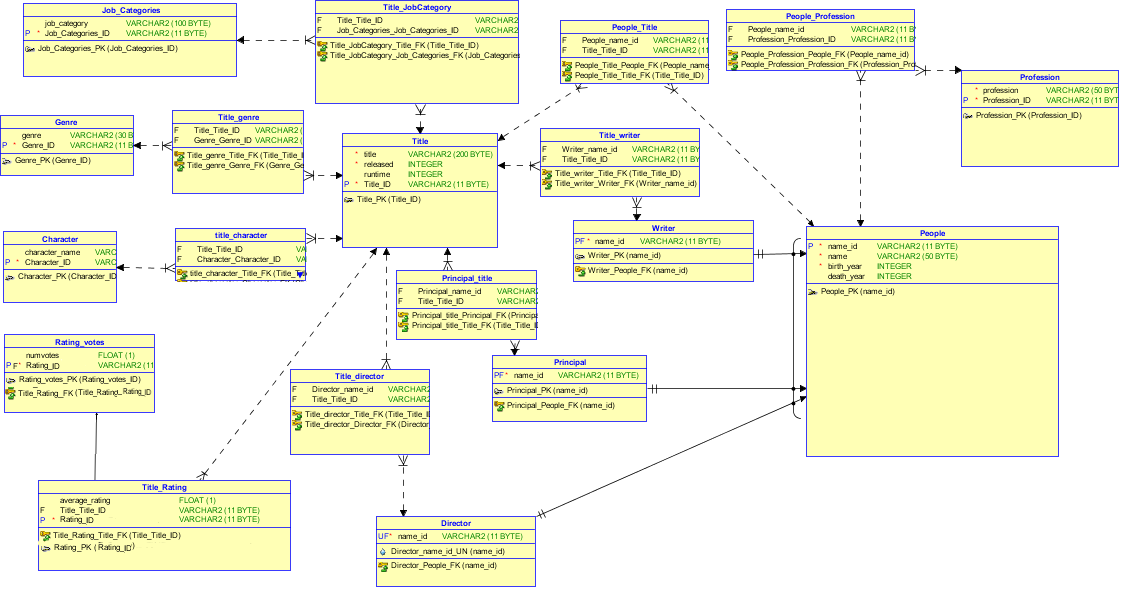 Job_Categories
job_category VARCHAR2 (100 BYTE)
P * Job_Categories_ID VARCHAR2 (11 BYTE)
Job_Categories_PK (Job_Categories_ID)
Title_JobCategory
F Title_Title_ID VARCHAR2
F Job_Categories_Job_Categories_ID VARCHAR2
Title_JobCategory_Title_FK (Title_Title_ID)
Title_JobCategory_Job_Categories_FK (Job_Categorie
People_Title
F People_name_id VARCHAR2 (11
F Title_Title_ID VARCHAR2 (11
People_Title_People_FK (People_name
People_Title_Title_FK (Title_Title_ID)
People_Profession
F People_name_id VARCHAR2 (11 B
F Profession_Profession_ID VARCHAR2 (11 B
People_Profession_People_FK (People_name_id)
People_Profession_Profession_FK (Profession_Pro
Profession
* profession VARCHAR2 (50 BYT
P * Profession_ID VARCHAR2 (11 BYT
Profession_PK (Profession_ID)
Genre
genre VARCHAR2 (30 B
P * Genre_ID VARCHAR2 (11 B
Genre_PK (Genre_ID)
Title_genre
F Title_Title_ID VARCHAR2 (
F Genre_Genre_ID VARCHAR2 (
Title_genre_Title_FK (Title_Title_I
Title_genre_Genre_FK (Genre_Ge
Title
* title VARCHAR2 (200 BYTE)
* released INTEGER
runtime INTEGER
P * Title_ID VARCHAR2 (11 BYTE)
Title_PK (Title_ID)
Title_writer
F Writer_name_id VARCHAR2 (11 BY
F Title_Title_ID VARCHAR2 (11 BY
Title_writer_Title_FK (Title_Title_ID)
Title_writer_Writer_FK (Writer_name_id)
Writer
PF * name_id VARCHAR2 (11 BYTE)
Writer_PK (name_id)
Writer_People_FK (name_id)
People
P * name_id VARCHAR2 (11 BYTE)
* name VARCHAR2 (50 BYTE)
* birth_year INTEGER
death_year INTEGER
People_PK (name_id)
Character
character_name VARC
P * Character_ID VARC
Character_PK (Character_ID
title_character
F Title_Title_ID VA
F Character_Character_ID VA
title_character_Title_FK (Title_T
Principal_title
F Principal_name_id VARCHAR
F Title_Title_ID VARCHAR
Principal_title_Principal_FK (Principa
Principal_title_Title_FK (Title_Title_I
Principal
PF* name_id VARCHAR2 (11 BYTE)
Principal_PK (name_id)
Principal_People_FK (name_id)
Rating_votes
numvotes FLOAT (1)
P F* Rating_ID VARCHAR2 (11
Rating_votes_PK (Rating_votes_ID)
Title_Rating_FK (Title_Rating_Rating_ID
Title_director
F Director_name_id VARCHAR2
F Title_Title_ID VARCHAR2
Title_director_Title_FK (Title_Title_I
Title_director_Director_FK (Director
Title_Rating
average_rating FLOAT (1)
F Title_Title_ID VARCHAR2 (11 BYTE)
P * Rating_ID VARCHAR2 (11 BYTE)
Title_Rating_Title_FK (Title_Title_ID)
Rating_PK (Rating_ID)
Director
UF* name_id VARCHAR2 (11 BYTE)
Director_name_id_UN (name_id)
Director_People_FK (name_id)